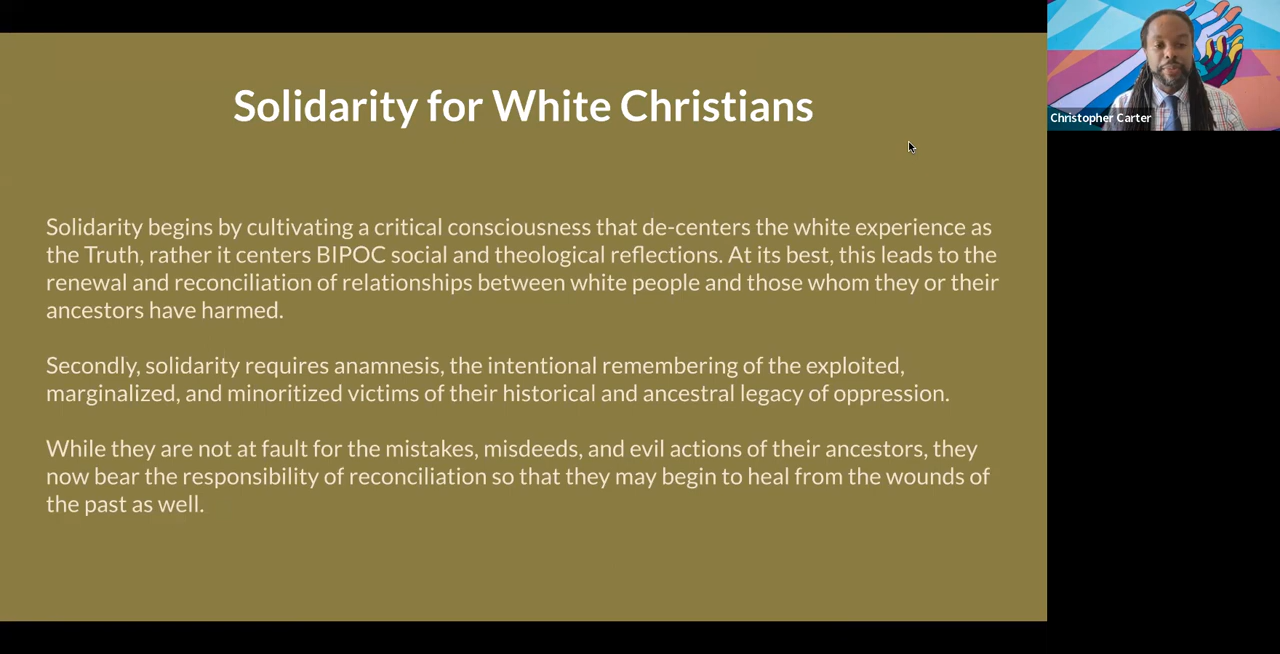 Solidarity for White Christians
Solidarity begins by cultivating a critical consciousness that de-centers the white experience as
the Truth, rather it centers BIPOC social and theological reflections. At its best, this leads to the
renewal and reconciliation of relationships between white people and those whom they or their
ancestors have harmed.
Secondly, solidarity requires anamnesis, the intentional remembering of the exploited,
marginalized, and minoritized victims of their historical and ancestral legacy of oppression.
While they are not at fault for the mistakes, misdeeds, and evil actions of their ancestors, they
now bear the responsibility of reconciliation so that they may begin to heal from the wounds of
the past as well.
Christopher Carter